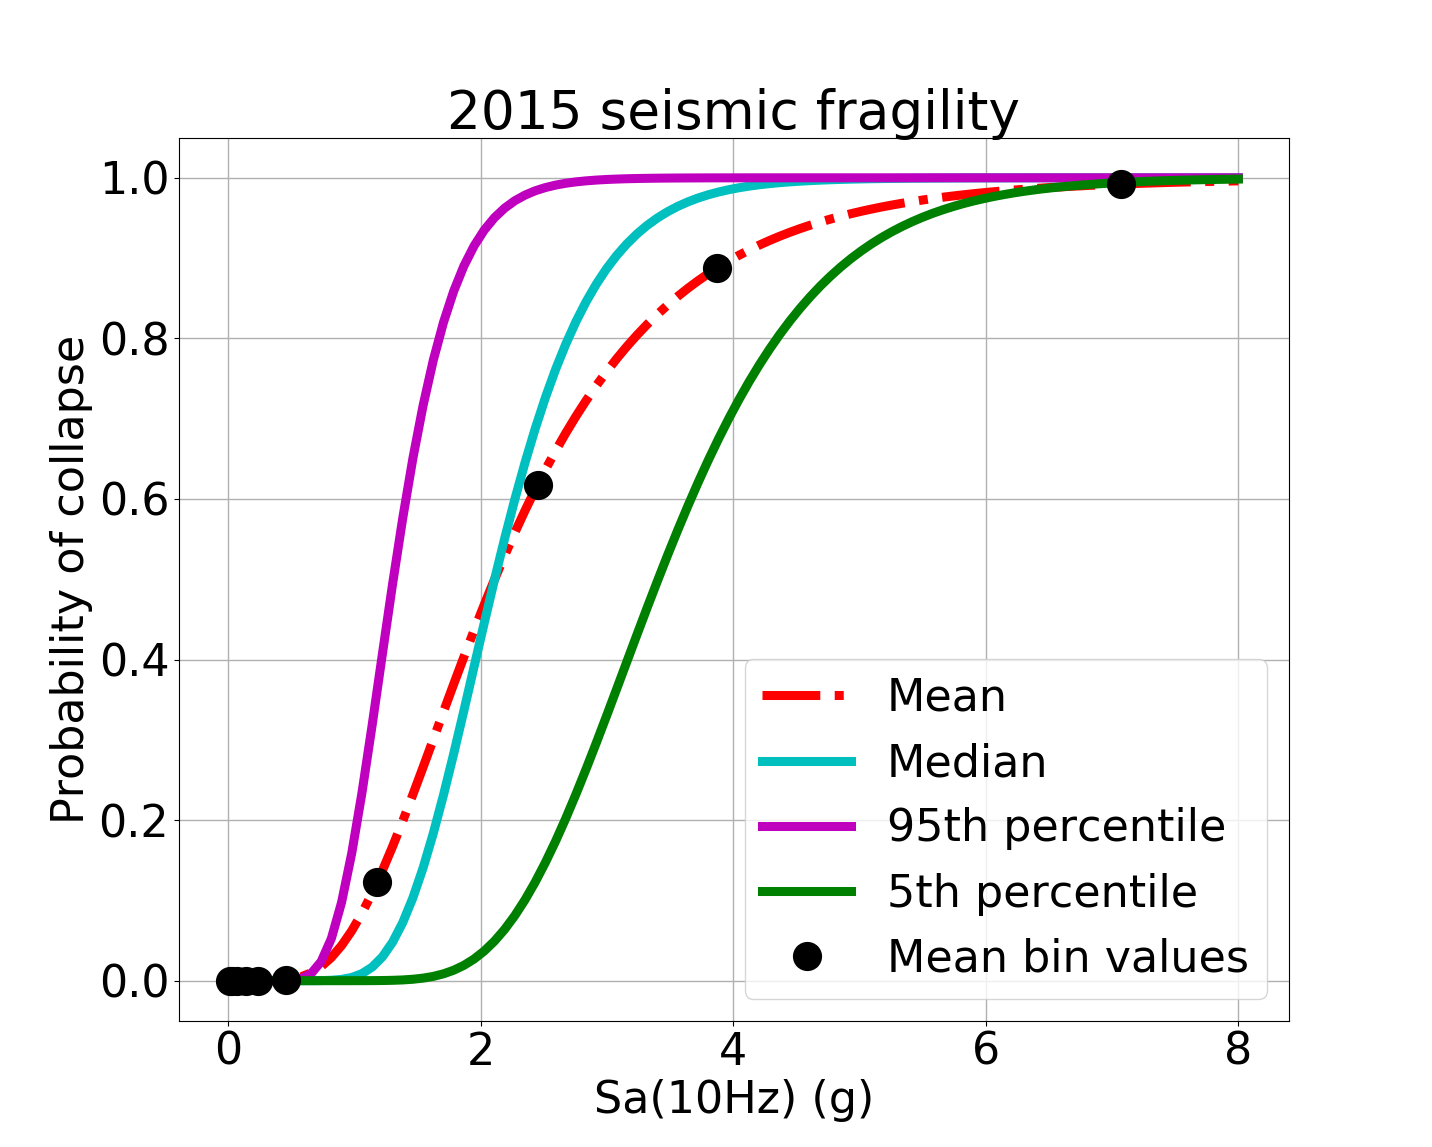 2015 seismic fragility
1.0
0.8
0.6
0.4
0.2
0.0
Probability of collapse
0 2 4 6 8
Sa(10Hz) (g)
Mean
Median
95th percentile
5th percentile
Mean bin values